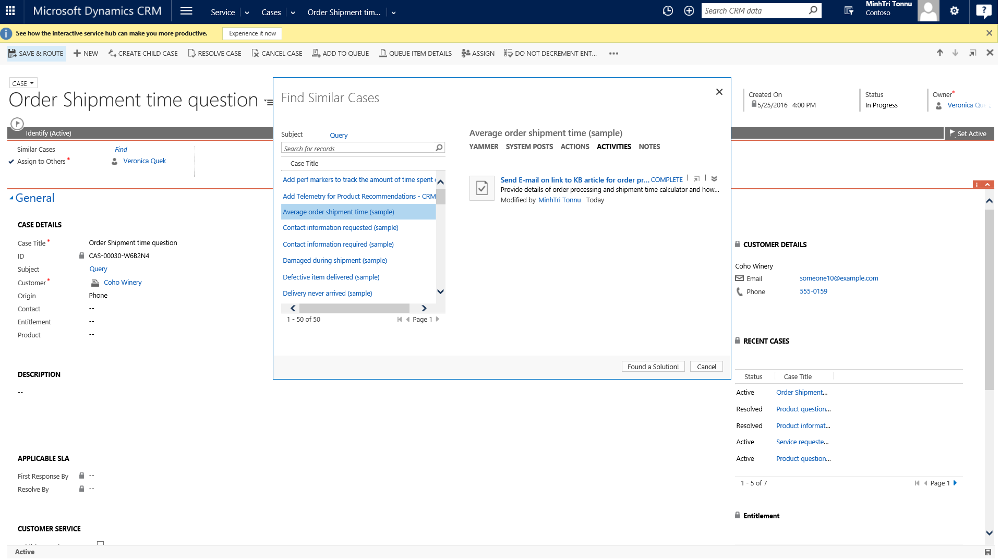 Microsoft Dynamics CRM
Service
Cases
Order Shipment tim...
Search CRM data
MinhTri Tonnu
Contoso
?
See how the interactive service hub can make you more productive.
Experience it now
SAVE & ROUTE
NEW
CREATE CHILD CASE
RESOLVE CASE
CANCEL CASE
ADD TO QUEUE
QUEUE ITEM DETAILS
ASSIGN
DO NOT DECREMENT ENT...
CASE
Order Shipment time question
Created On
5/25/2016 4:00 PM
Status
In Progress
Owner*
Veronica Qu
Identify (Active)
Set Active
Similar Cases
Find
Assign to Others*
Veronica Quek
General
CASE DETAILS
Case Title*
Order Shipment time question
ID
CAS-00030-W6B2N4
Subject
Query
Customer*
Coho Winery
Origin
Phone
Contact
--
Entitlement
--
Product
--
DESCRIPTION
--
APPLICABLE SLA
First Response By
--
Resolve By
--
CUSTOMER SERVICE
Find Similar Cases
Subject
Query
Search for records
Case Title
Add perf markers to track the amount of time spent
Add Telemetry for Product Recommendations - CRM
Average order shipment time (sample)
Contact information requested (sample)
Contact information required (sample)
Damaged during shipment (sample)
Defective item delivered (sample)
Delivery never arrived (sample)
1 - 50 of 50
Page 1
Average order shipment time (sample)
YAMMER
SYSTEM POSTS
ACTIONS
ACTIVITIES
NOTES
Send E-mail on link to KB article for order pr...
COMPLETE
Provide details of order processing and shipment time calculator and how...
Modified by MinhTri Tonnu Today
Found a Solution!
Cancel
CUSTOMER DETAILS
Coho Winery
Email
someone10@example.com
Phone
555-0159
RECENT CASES
Status
Case Title
Active
Order Shipment...
Resolved
Product question...
Resolved
Product informat...
Active
Service requeste...
Active
Product question...
1 - 5 of 7
Page 1
Entitlement
Active